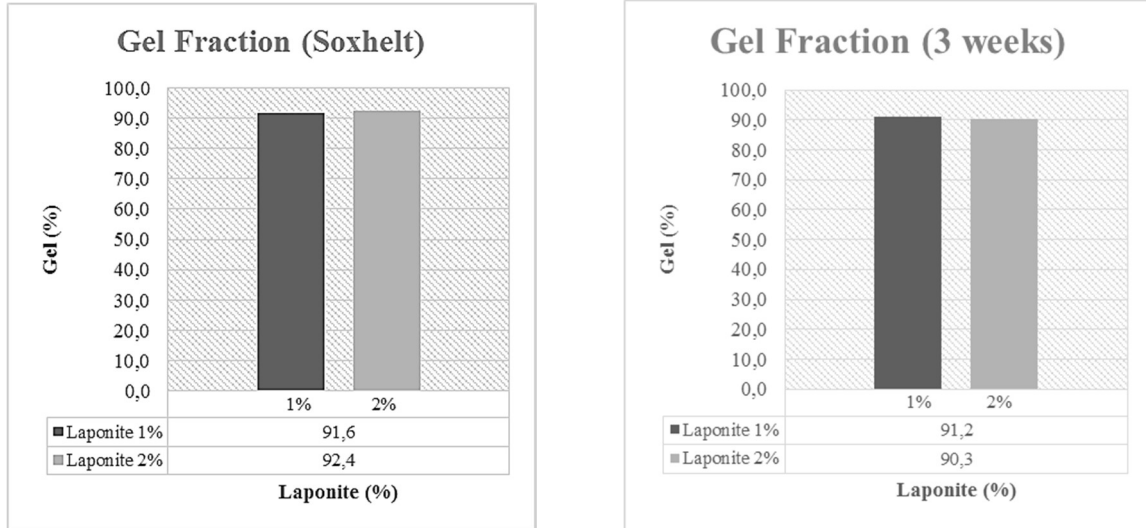 Gel Fraction (Soxhelt)
100,0
90,0
80,0
70,0
60,0
50,0
40,0
30,0
20,0
10,0
0,0
Gel (%)
1% 2%
Laponite 1% 91,6
Laponite 2% 92,4
Laponite (%)
Gel Fraction (3 weeks)
100,0
90,0
80,0
70,0
60,0
50,0
40,0
30,0
20,0
10,0
0,0
Gel (%)
1% 2%
Laponite 1% 91,2
Laponite 2% 90,3
Laponite (%)